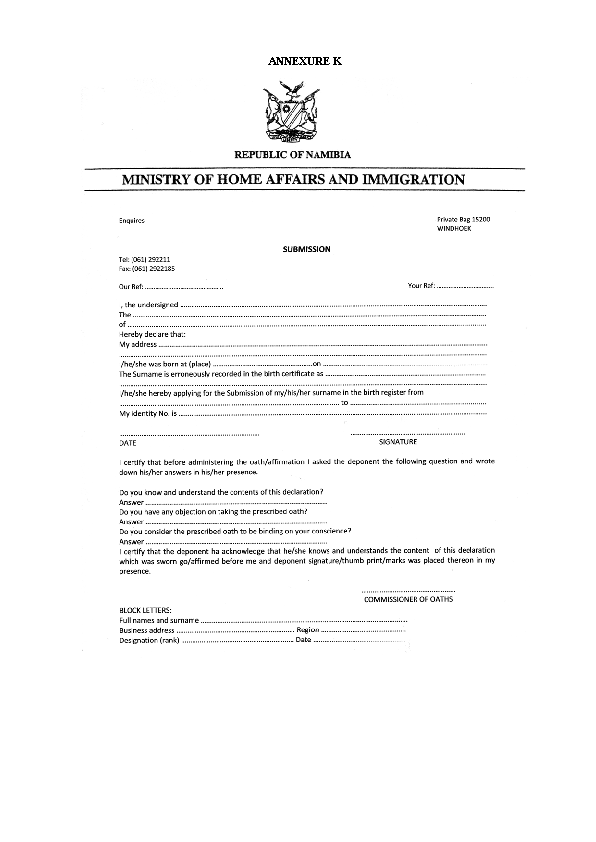 ANNEXURE K
REPUBLIC OF NAMIBIA
MINISTRY OF HOME AFFAIRS AND IMMIGRATION
Enquires
Private Bag 15200
WINDHOEK
SUBMISSION
Tel: (061) 292211
Fax: (061) 2922185
Our Ref: ....................................
Your Ref: ..........................
, the undersigned ....................................
The ....................................
of ....................................
Hereby declare that:
My address ....................................
....................................
/he/she was born at (place) ....................................on ....................................
The Surname is erroneously recorded in the birth certificate as ....................................
....................................
/he/she hereby applying for the Submission of my/his/her surname in the birth register from
.................................... to ....................................
My identity No. is ....................................
....................................
....................................
DATE
SIGNATURE
I certify that before administering the oath/affirmation I asked the deponent the following question and wrote
down his/her answers in his/her presence.
Do you know and understand the contents of this declaration?
Answer ....................................
Do you have any objection on taking the prescribed oath?
Answer ....................................
Do you consider the prescribed oath to be binding on your conscience?
Answer ....................................
I certify that the deponent ha acknowledge that he/she knows and understands the content of this declaration
which was sworn go/affirmed before me and deponent signature/thumb print/marks was placed thereon in my
presence.
....................................
COMMISSIONER OF OATHS
BLOCK LETTERS:
Full names and surname ....................................
Business address .................................... Region ....................................
Designation (rank) .................................... Date ....................................